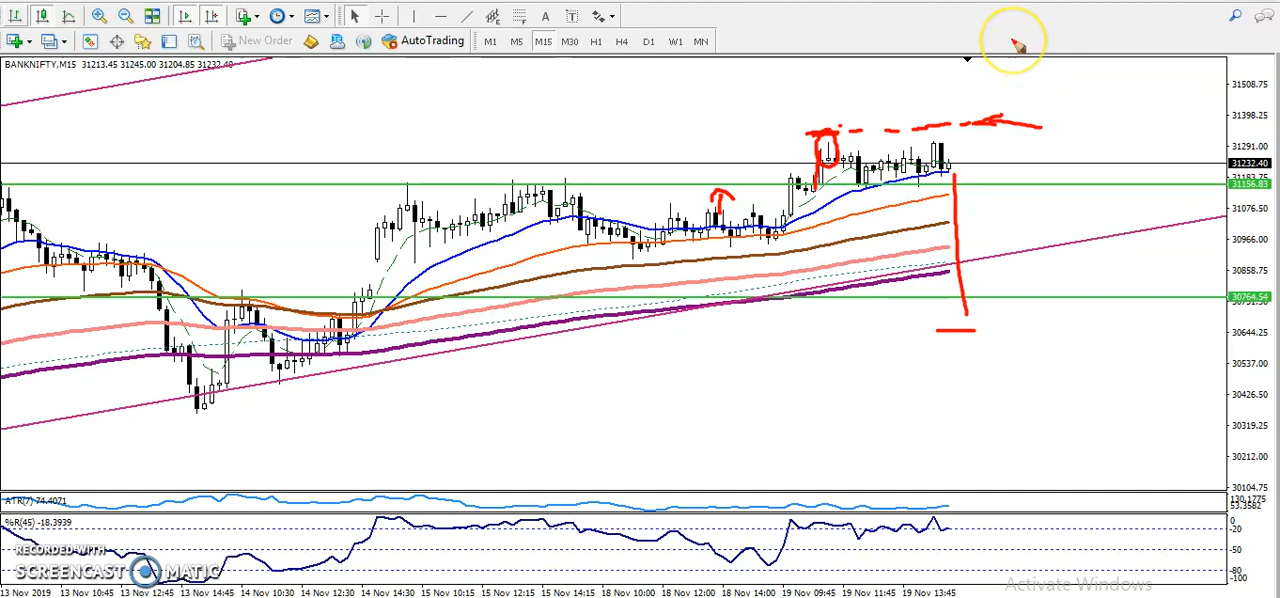 New Order
AutoTrading
M1 M5 M15 M30 H1 H4 D1 W1 MN
BANKNIFTY,M15 31213.45 31245.00 31204.85 31232.40
31508.75
31398.25
31291.00
31232.40
31183.75
31156.83
31076.50
30966.00
30858.75
30764.54
30644.25
30537.00
30426.50
30319.25
30212.00
30104.75
ATR(7) 74.4071
130.1775
53.3582
%R(45) -18.3939
0
-20
-50
-80
-100
RECORDED WITH
SCREENCAST MATIC
Activate Windows
13 Nov 2019 13 Nov 10:45 13 Nov 12:45 13 Nov 14:45 14 Nov 10:30 14 Nov 12:30 14 Nov 14:30 15 Nov 10:15 15 Nov 12:15 15 Nov 14:15 18 Nov 10:00 18 Nov 12:00 18 Nov 14:00 19 Nov 09:45 19 Nov 11:45 19 Nov 13:45